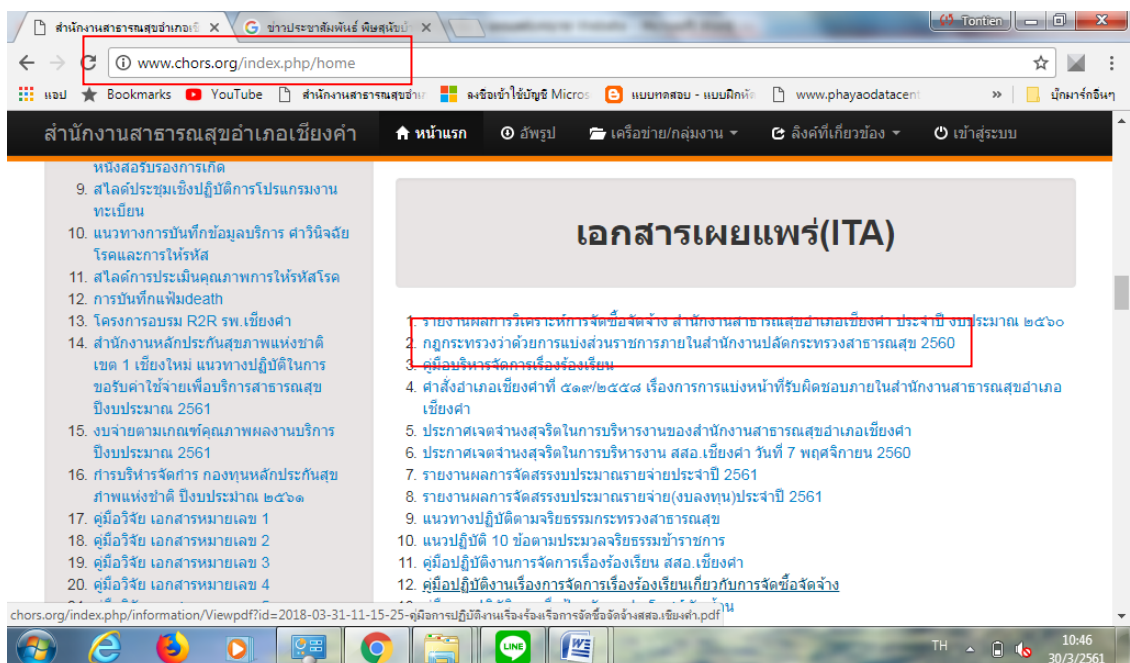 สำนักงานสาธารณสุขอำเภอเชี
ข่าวประชาสัมพันธ์ พิษณุ
Tontien
www.chors.org/index.php/home
แอป Bookmarks YouTube สำนักงานสาธารณสุขอำเภ ลงชื่อเข้าใช้บัญชี Micros แบบทดสอบ - แบบฝึกหัด www.phayaodatacent » บุ๊กมาร์กอื่นๆ
สำนักงานสาธารณสุขอำเภอเชียงคำ หน้าแรก อัพรูป เครือข่าย/กลุ่มงาน ลิงค์ที่เกี่ยวข้อง เข้าสู่ระบบ
หนังสือรับรองการเกิด
9. สไลด์ประชุมเชิงปฏิบัติการโปรแกรมงาน
ทะเบียน
10. แนวทางการบันทึกข้อมูลบริการ ศาวินิจฉัย
โรคและการให้รหัส
11. สไลด์การประเมินคุณภาพการให้รหัสโรค
12. การบันทึกแฟ้มdeath
13. โครงการอบรม R2R รพ.เชียงคำ
14. สำนักงานหลักประกันสุขภาพแห่งชาติ
เขต 1 เชียงใหม่ แนวทางปฏิบัติในการ
ขอรับค่าใช้จ่ายเพื่อบริการสาธารณสุข
ปีงบประมาณ 2561
15. งบจ่ายตามเกณฑ์คุณภาพผลงานบริการ
ปีงบประมาณ 2561
16. การบริหารจัดการ กองทุนหลักประกันสุข
ภาพแห่งชาติ ปีงบประมาณ ๒๕๖๑
17. คู่มือวิจัย เอกสารหมายเลข 1
18. คู่มือวิจัย เอกสารหมายเลข 2
19. คู่มือวิจัย เอกสารหมายเลข 3
20. คู่มือวิจัย เอกสารหมายเลข 4
เอกสารเผยแพร่(ITA)
1. รายงานผลการวิเคราะห์การจัดซื้อจัดจ้าง สำนักงานสาธารณสุขอำเภอเชียงคำ ประจำปี งบประมาณ ๒๕๖๐
2. กฎกระทรวงว่าด้วยการแบ่งส่วนราชการภายในสำนักงานปลัดกระทรวงสาธารณสุข 2560
3. คู่มือบริหารจัดการเรื่องร้องเรียน
4. คำสั่งอำเภอเชียงคำที่ ๕๑๙/๒๕๕๘ เรื่องการการแบ่งหน้าที่รับผิดชอบภายในสำนักงานสาธารณสุขอำเภอ
เชียงคำ
5. ประกาศเจตจำนงสุจริตในการบริหารงานของสำนักงานสาธารณสุขอำเภอเชียงคำ
6. ประกาศเจตจำนงสุจริตในการบริหารงาน สสอ.เชียงคำ วันที่ 7 พฤศจิกายน 2560
7. รายงานผลการจัดสรรงบประมาณรายจ่ายประจำปี 2561
8. รายงานผลการจัดสรรงบประมาณรายจ่าย(งบลงทุน)ประจำปี 2561
9. แนวทางปฏิบัติตามจริยธรรมกระทรวงสาธารณสุข
10. แนวปฏิบัติ 10 ข้อตามประมวลจริยธรรมข้าราชการ
11. คู่มือปฏิบัติงานการจัดการเรื่องร้องเรียน สสอ.เชียงคำ
12. คู่มือปฏิบัติงานเรื่องการจัดการเรื่องร้องเรียนเกี่ยวกับการจัดซื้อจัดจ้าง
chors.org/index.php/information/Viewpdf?id=2018-03-31-11-15-25-คู่มือการปฏิบัติงานเรื่องร้องเรื่อการจัดซื้อจัดจ้างสสอ.เชียงคำ.pdf
LINE
TH 10:46
30/3/2561